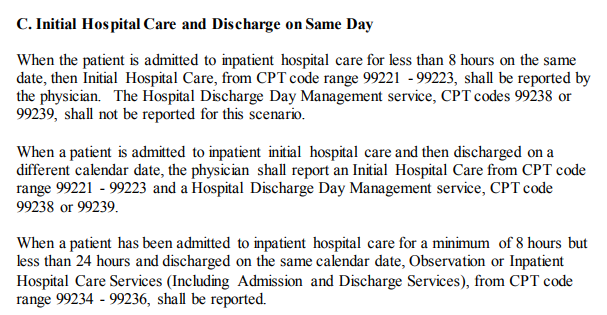 C. Initial Hospital Care and Discharge on Same Day
When the patient is admitted to inpatient hospital care for less than 8 hours on the same
date, then Initial Hospital Care, from CPT code range 99221 - 99223, shall be reported by
the physician. The Hospital Discharge Day Management service, CPT codes 99238 or
99239, shall not be reported for this scenario.
When a patient is admitted to inpatient initial hospital care and then discharged on a
different calendar date, the physician shall report an Initial Hospital Care from CPT code
range 99221 - 99223 and a Hospital Discharge Day Management service, CPT code
99238 or 99239.
When a patient has been admitted to inpatient hospital care for a minimum of 8 hours but
less than 24 hours and discharged on the same calendar date, Observation or Inpatient
Hospital Care Services (Including Admission and Discharge Services), from CPT code
range 99234 - 99236, shall be reported.